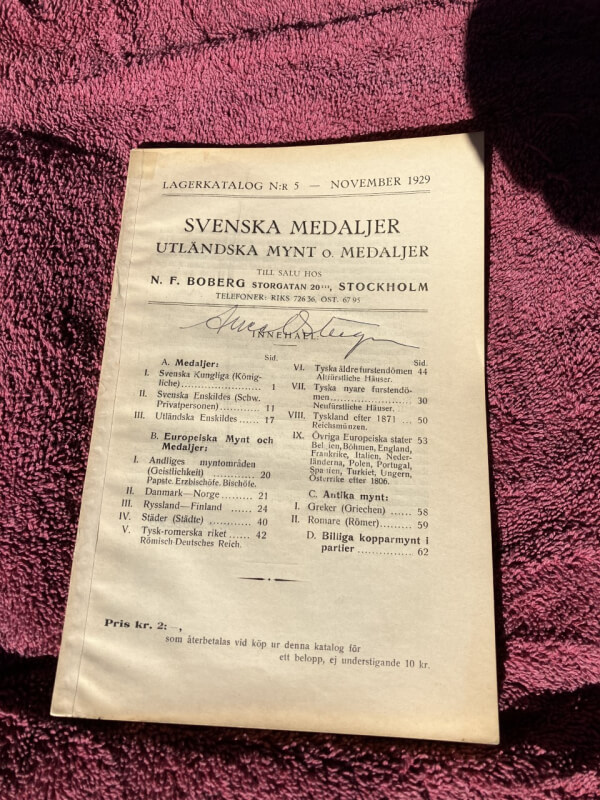 LAGERKATALOG N:R 5 — NOVEMBER 1929
SVENSKA MEDALJER
UTLÄNDSKA MYNT O. MEDALJER
TILL SALU HOS
N. F. BOBERG STORGATAN 20 STOCKHOLM
TELEFONER: RIKS 726 36, ÖST. 67 95
INNEHÅLL
Sid.
A. Medaljer:
I. Svenska Kungliga (König-
liche) ........................ 1
II. Svenska Enskildes (Schw.
Privatpersonen) ............ 11
III. Utländska Enskildes ...... 17
B. Europeiska Mynt och
Medaljer:
I. Andliges myntområden
(Geistlichkeit) ............... 20
Papste. Erzbischöfe. Bischöfe.
II. Danmark—Norge ......... 21
III. Ryssland—Finland ...... 24
IV. Städer (Städte) ............ 40
V. Tysk-romerska riket ...... 42
Römisch-Deutsches Reich.
Sid.
VI. Tyska äldre furstendömen 44
Altfürstliche Häuser.
VII. Tyska nyare furstendö-
men ........................ 30
Neufürstliche Häuser.
VIII. Tyskland efter 1871 ... 50
Reichsmünzen.
IX. Övriga Europeiska stater 53
Belgien, Böhmen, England,
Frankrike, Italien, Neder-
länderna, Polen, Portugal,
Spanien, Turkiet, Ungern,
Österrike efter 1806.
C. Antika mynt:
I. Greker (Griechen) ...... 58
II. Romare (Römer) ......... 59
D. Billiga kopparmynt i
partier ............... 62
Pris kr. 2: —,
som återbetalas vid köp ur denna katalog för
ett belopp, ej understigande 10 kr.